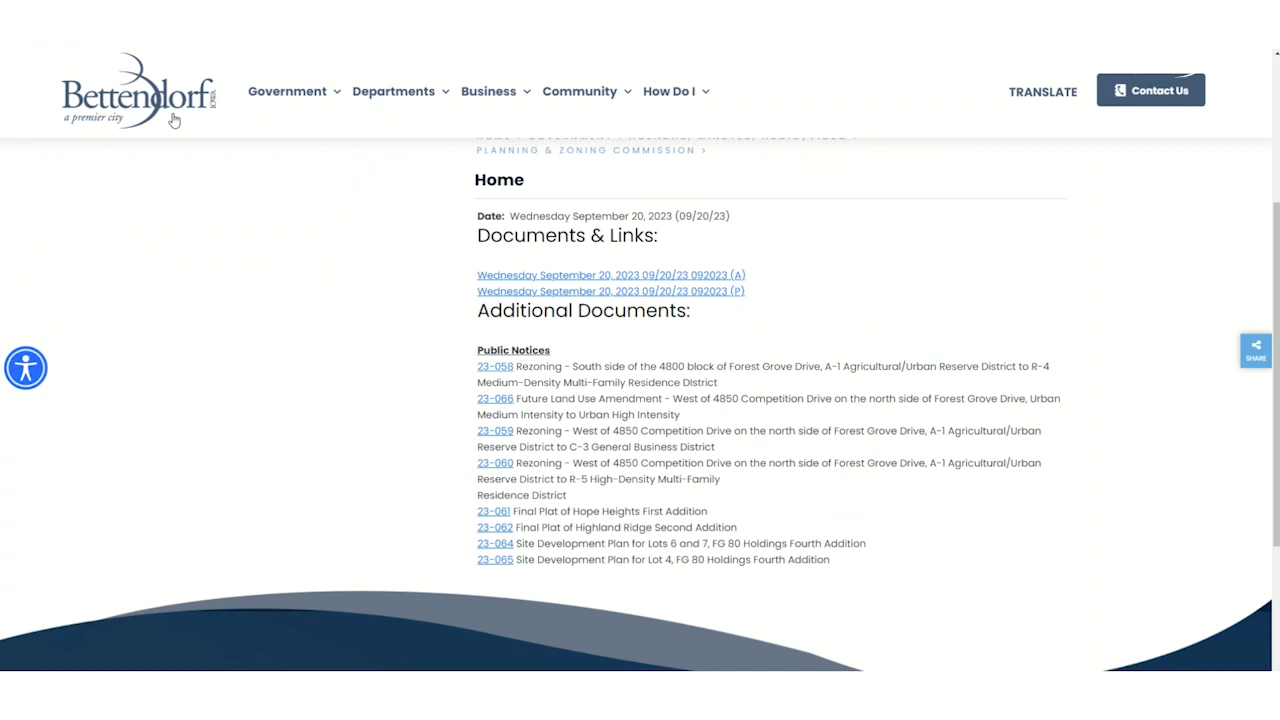 Bettendorf
IOWA
a premier city
Government
Departments
Business
Community
How Do I
TRANSLATE
Contact Us
PLANNING & ZONING COMMISSION >
Home
Date: Wednesday September 20, 2023 (09/20/23)
Documents & Links:
Wednesday September 20, 2023 09/20/23 092023 (A)
Wednesday September 20, 2023 09/20/23 092023 (P)
Additional Documents:
Public Notices
23-058 Rezoning - South side of the 4800 block of Forest Grove Drive, A-1 Agricultural/Urban Reserve District to R-4
Medium-Density Multi-Family Residence DIstrict
23-066 Future Land Use Amendment - West of 4850 Competition Drive on the north side of Forest Grove Drive, Urban
Medium Intensity to Urban High Intensity
23-059 Rezoning - West of 4850 Competition Drive on the north side of Forest Grove Drive, A-1 Agricultural/Urban
Reserve District to C-3 General Business District
23-060 Rezoning - West of 4850 Competition Drive on the north side of Forest Grove Drive, A-1 Agricultural/Urban
Reserve District to R-5 High-Density Multi-Family
Residence District
23-061 Final Plat of Hope Heights First Addition
23-062 Final Plat of Highland Ridge Second Addition
23-064 Site Development Plan for Lots 6 and 7, FG 80 Holdings Fourth Addition
23-065 Site Development Plan for Lot 4, FG 80 Holdings Fourth Addition
SHARE